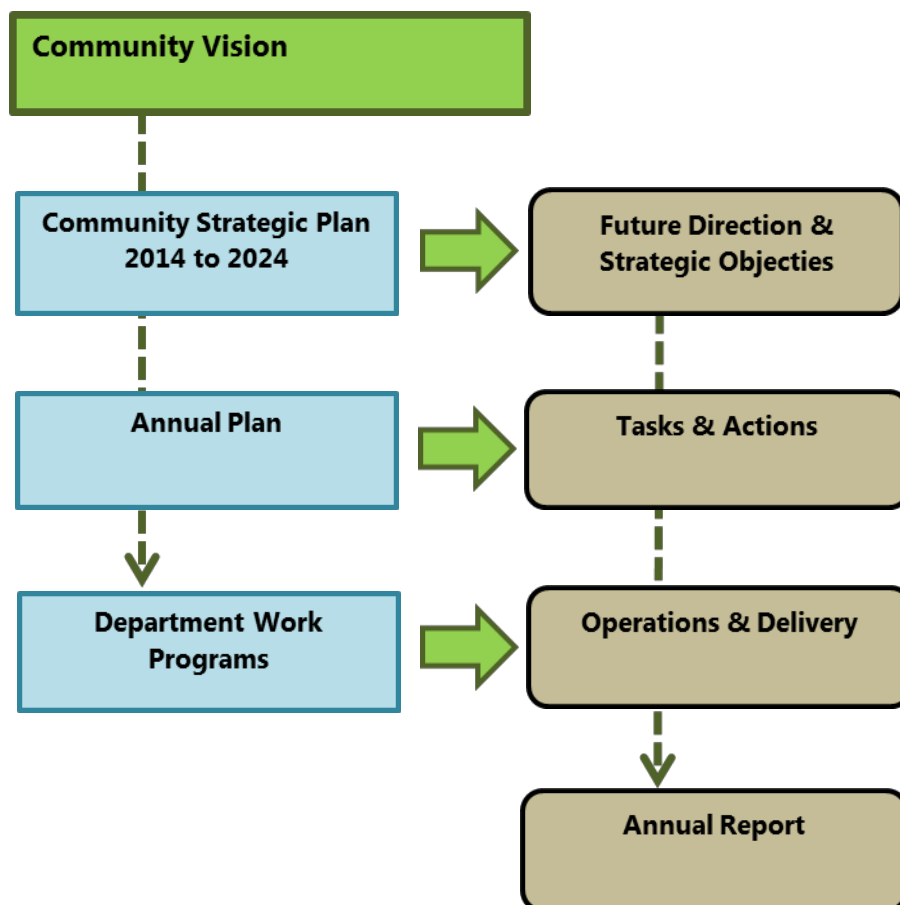 Community Vision
Community Strategic Plan
2014 to 2024
Future Direction &
Strategic Objecties
Annual Plan
Tasks & Actions
Department Work
Programs
Operations & Delivery
Annual Report